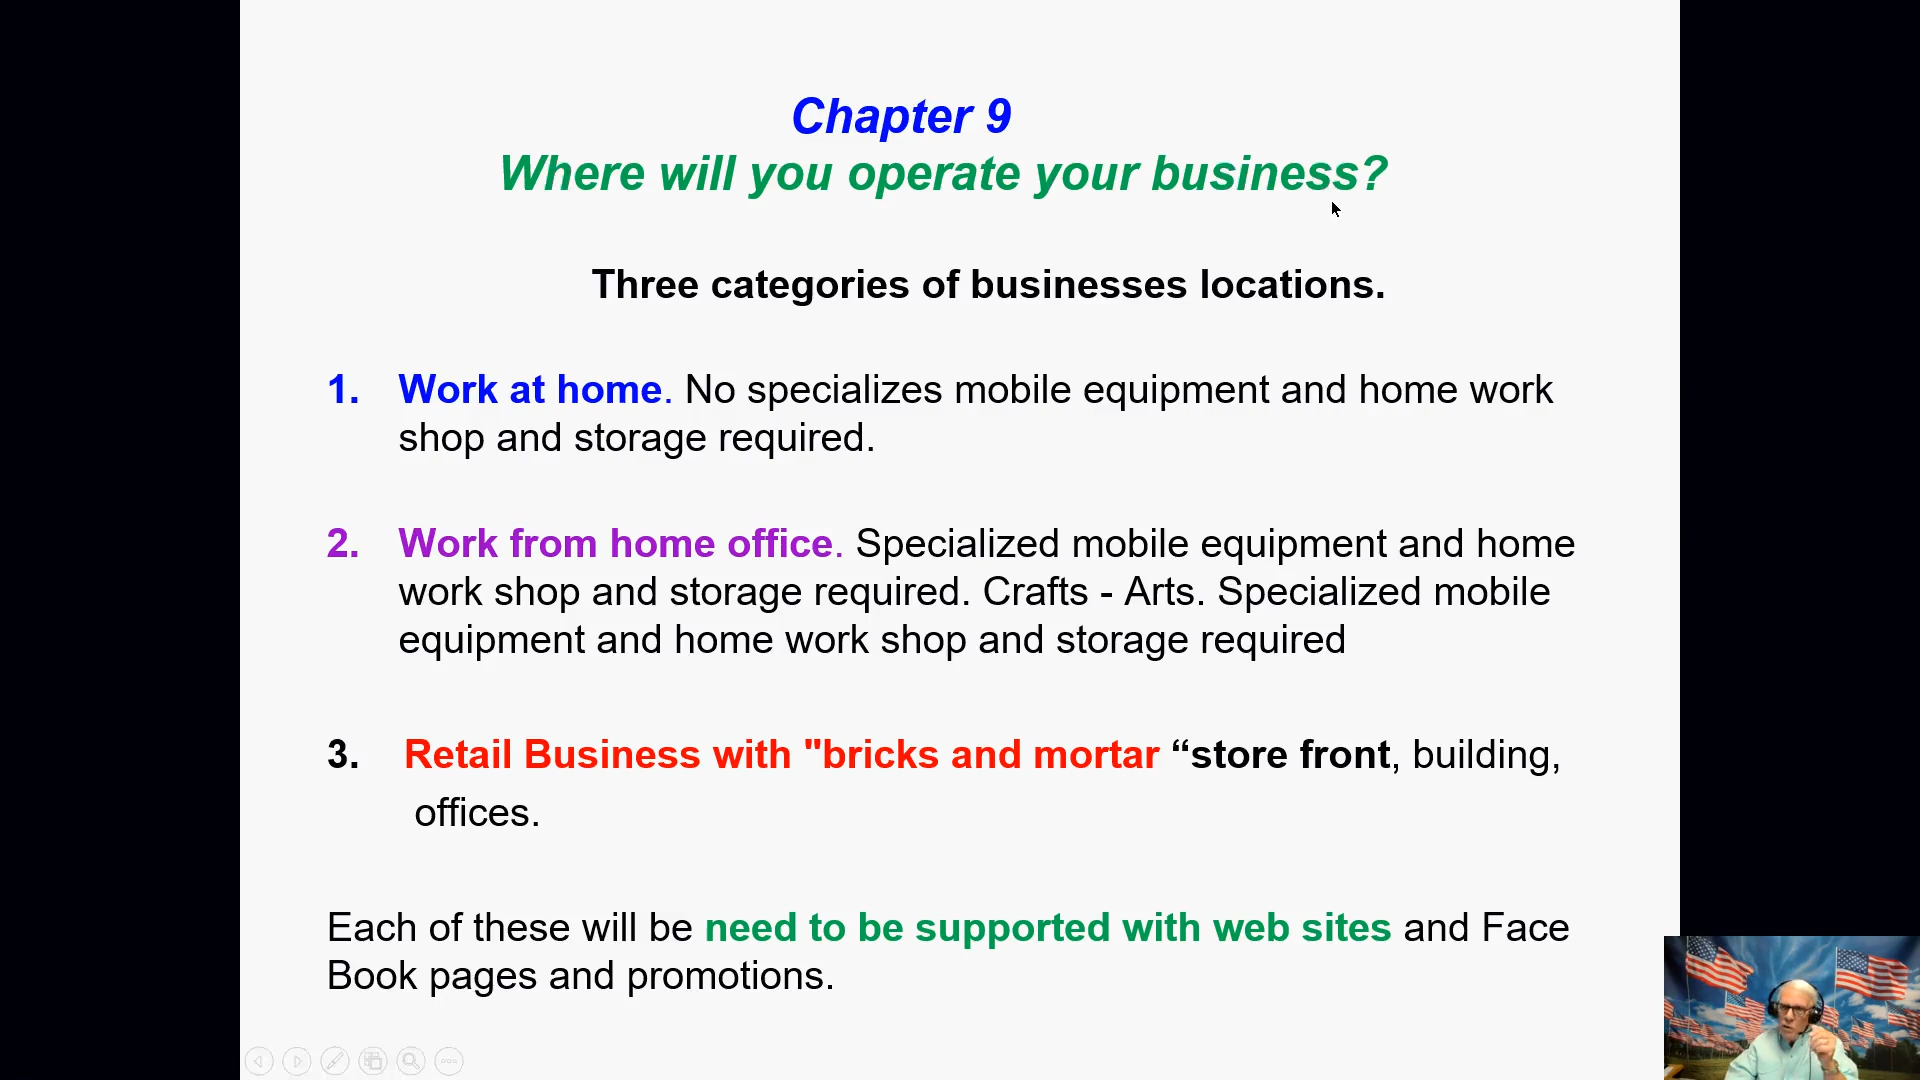 Chapter 9
Where will you operate your business?
Three categories of businesses locations.
1. Work at home. No specializes mobile equipment and home work
shop and storage required.
2. Work from home office. Specialized mobile equipment and home
work shop and storage required. Crafts - Arts. Specialized mobile
equipment and home work shop and storage required
3. Retail Business with "bricks and mortar “store front, building,
offices.
Each of these will be need to be supported with web sites and Face
Book pages and promotions.